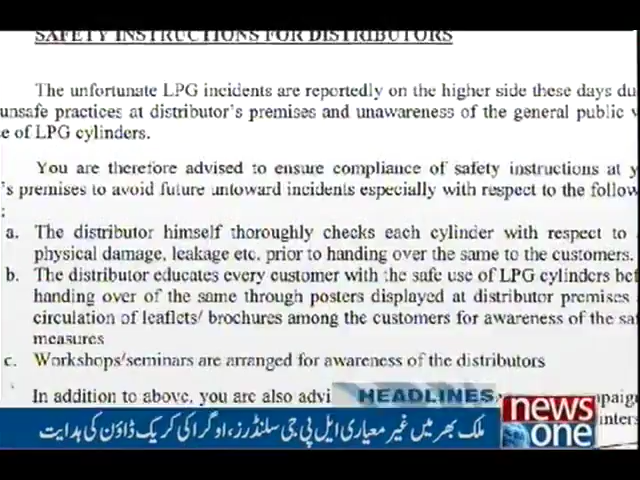 SAFETY INSTRUCTIONS FOR DISTRIBUTORS
The unfortunate LPG incidents are reportedly on the higher side these days du
unsafe practices at distributor's premises and unawareness of the general public
e of LPG cylinders.
You are therefore advised to ensure compliance of safety instructions at y
's premises to avoid future untoward incidents especially with respect to the follow
:
a. The distributor himself thoroughly checks each cylinder with respect to
physical damage, leakage etc. prior to handing over the same to the customers.
b. The distributor educates every customer with the safe use of LPG cylinders bef
handing over of the same through posters displayed at distributor premises
circulation of leaflets/ brochures among the customers for awareness of the saf
measures
c. Workshops/seminars are arranged for awareness of the distributors
In addition to above, you are also advi
HEADLINES
ملک بھر میں غیر معیاری ایل پی جی سلنڈرز، اوگرا کی کریک ڈاؤن کی ہدایت
news
one